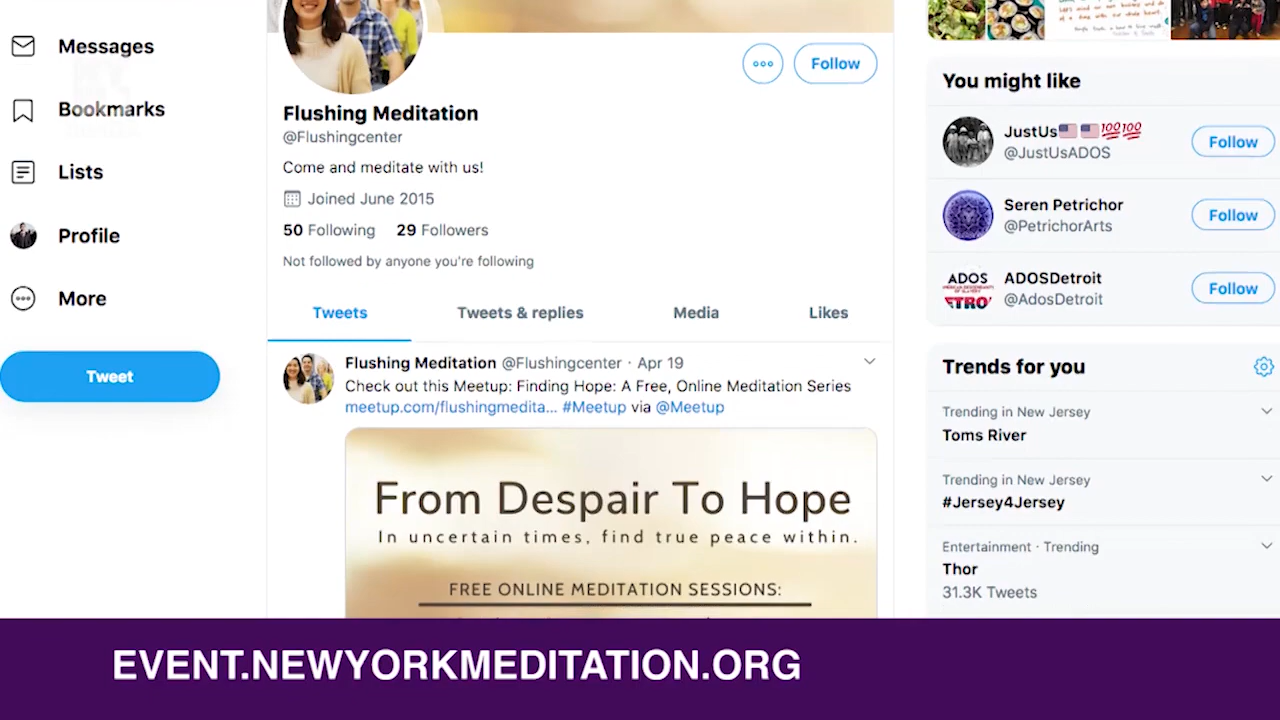 Messages
Bookmarks
Lists
Profile
More
Tweet
Follow
Flushing Meditation
@Flushingcenter
Come and meditate with us!
Joined June 2015
50 Following 29 Followers
Not followed by anyone you're following
Tweets Tweets & replies Media Likes
Flushing Meditation @Flushingcenter · Apr 19
Check out this Meetup: Finding Hope: A Free, Online Meditation Series
meetup.com/flushingmedita... #Meetup via @Meetup
From Despair To Hope
In uncertain times, find true peace within.
FREE ONLINE MEDITATION SESSIONS:
You might like
JustUs🇺🇸🇺🇸💯💯
@JustUsADOS
Follow
Seren Petrichor
@PetrichorArts
Follow
ADOS
ADOSDetroit
@AdosDetroit
Follow
Trends for you
Trending in New Jersey
Toms River
Trending in New Jersey
#Jersey4Jersey
Entertainment · Trending
Thor
31.3K Tweets
EVENT.NEWYORKMEDITATION.ORG